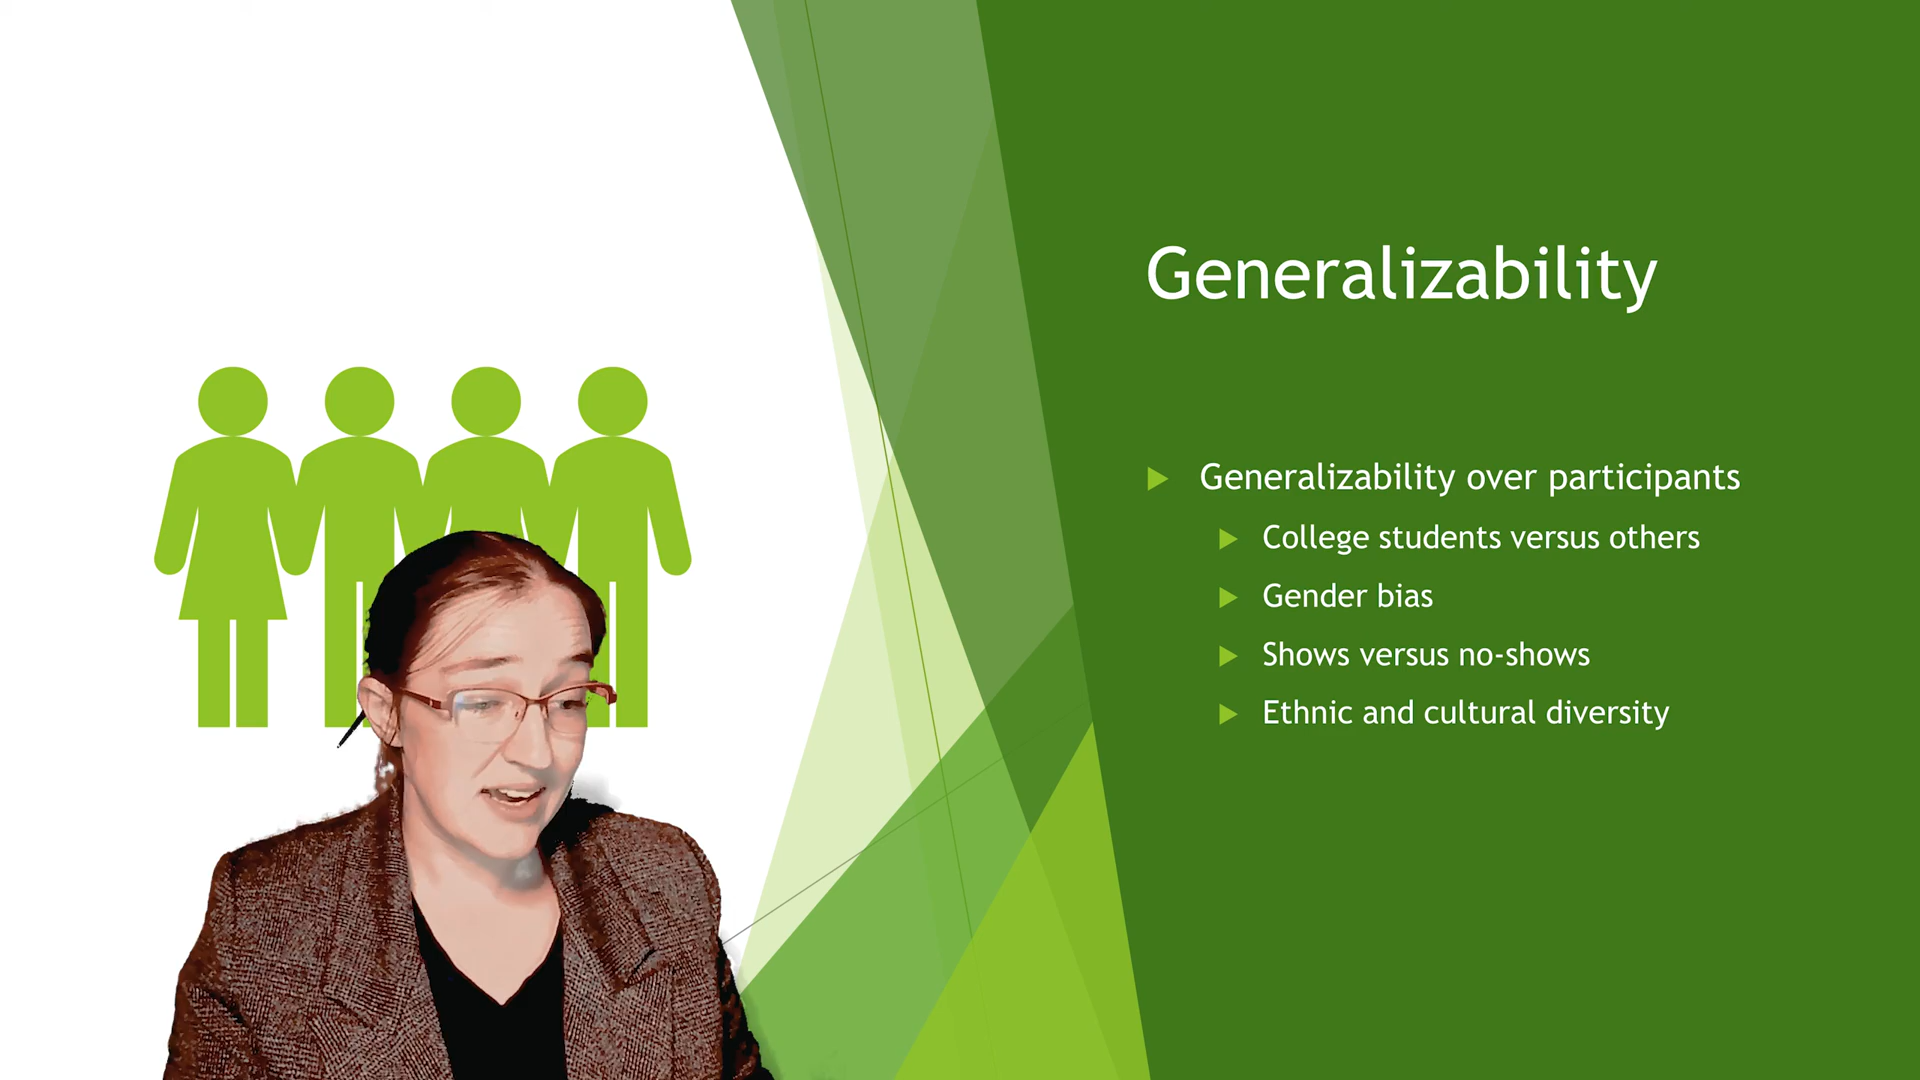 Generalizability
Generalizability over participants
College students versus others
Gender bias
Shows versus no-shows
Ethnic and cultural diversity